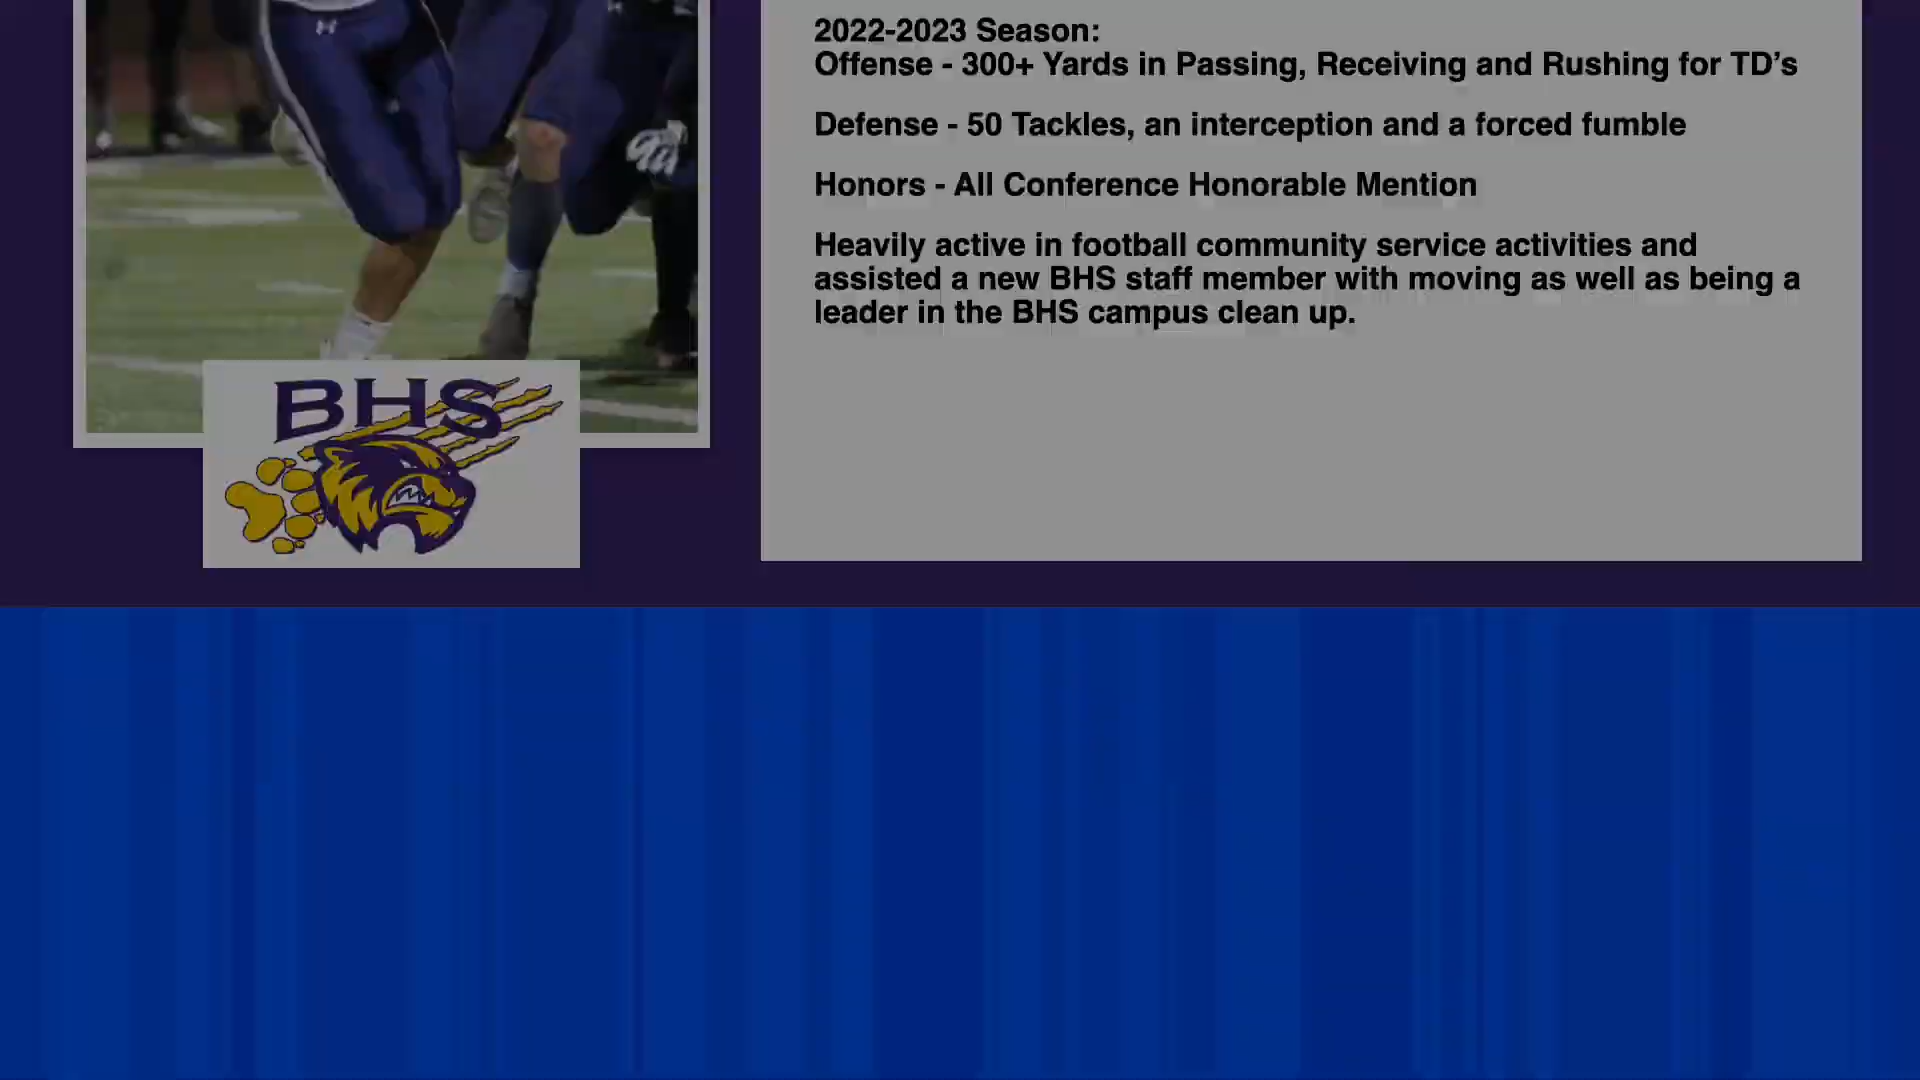 2022-2023 Season:
Offense - 300+ Yards in Passing, Receiving and Rushing for TD’s
Defense - 50 Tackles, an interception and a forced fumble
Honors - All Conference Honorable Mention
Heavily active in football community service activities and
assisted a new BHS staff member with moving as well as being a
leader in the BHS campus clean up.
BHS